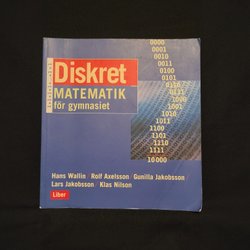 Diskret
MATEMATIK
för gymnasiet
0000
0001
0010
0011
0100
0101
0110
0111
1000
1001
1010
1011
1100
1101
1110
1111
10000
Hans Wallin Rolf Axelsson Gunilla Jakobsson
Lars Jakobsson Klas Nilson
Liber